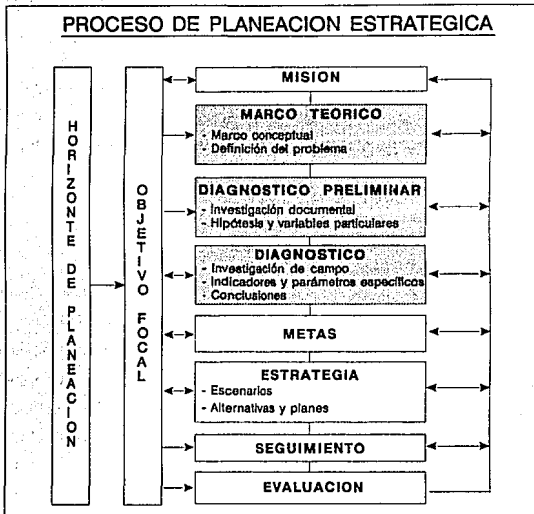 PROCESO DE PLANEACION ESTRATEGICA
HORIZONTE DE PLANEACION
OBJETIVO FOCAL
MISION
MARCO TEÓRICO
- Marco conceptual
- Definición del problema
DIAGNOSTICO PRELIMINAR
- Investigación documental
- Hipótesis y variables particulares
DIAGNOSTICO
- Investigación de campo
- Indicadores y parámetros específicos
- Conclusiones
METAS
ESTRATEGIA
- Escenarios
- Alternativas y planes
SEGUIMIENTO
EVALUACION